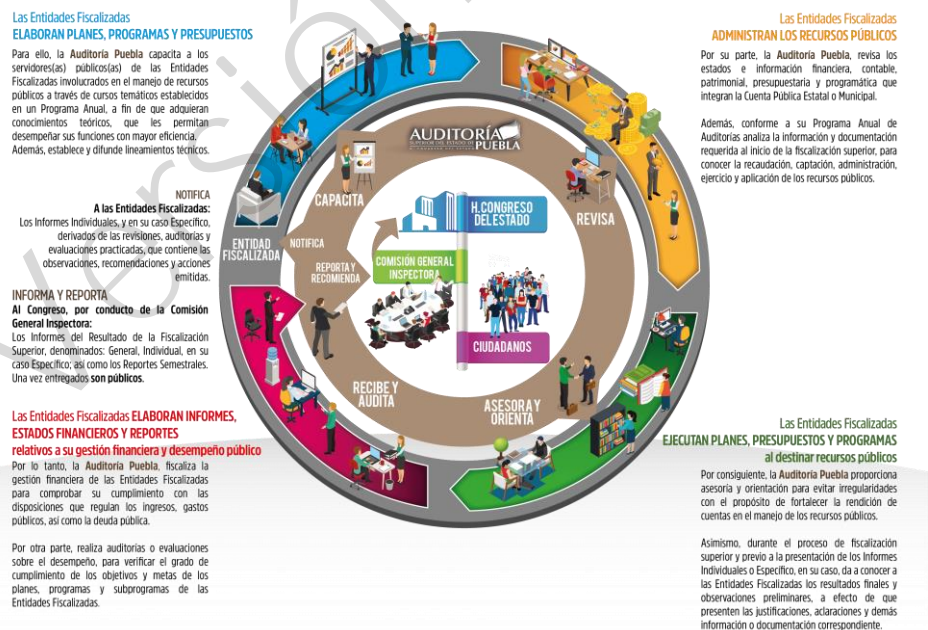 Las Entidades Fiscalizadas
ELABORAN PLANES, PROGRAMAS Y PRESUPUESTOS
Para ello, la Auditoría Puebla capacita a los
servidores(as) públicos(as) de las Entidades
Fiscalizadas involucrados en el manejo de recursos
públicos a través de cursos temáticos establecidos
en un Programa Anual, a fin de que adquieran
conocimientos teóricos, que les permitan
desempeñar sus funciones con mayor eficiencia.
Además, establece y difunde lineamientos técnicos.
NOTIFICA
A las Entidades Fiscalizadas:
Los Informes Individuales, y en su caso Específico,
derivados de las revisiones, auditorías y
evaluaciones practicadas, que contiene las
observaciones, recomendaciones y acciones
emitidas.
INFORMA Y REPORTA
Al Congreso, por conducto de la Comisión
General Inspectora:
Los Informes del Resultado de la Fiscalización
Superior, denominados: General, Individual, en su
caso Específico; así como los Reportes Semestrales.
Una vez entregados son públicos.
Las Entidades Fiscalizadas ELABORAN INFORMES,
ESTADOS FINANCIEROS Y REPORTES
relativos a su gestión financiera y desempeño público
Por lo tanto, la Auditoría Puebla, fiscaliza la
gestión financiera de las Entidades Fiscalizadas
para comprobar su cumplimiento con las
disposiciones que regulan los ingresos, gastos
públicos, así como la deuda pública.
Por otra parte, realiza auditorías o evaluaciones
sobre el desempeño, para verificar el grado de
cumplimiento de los objetivos y metas de los
planes, programas y subprogramas de las
Entidades Fiscalizadas.
AUDITORÍA
SUPERIOR DEL ESTADO DE PUEBLA
CAPACITA
REVISA
ENTIDAD
FISCALIZADA
NOTIFICA
REPORTA Y
RECOMIENDA
H. CONGRESO
DEL ESTADO
COMISIÓN GENERAL
INSPECTORA
CIUDADANOS
RECIBE Y
AUDITA
ASESORA Y
ORIENTA
Las Entidades Fiscalizadas
ADMINISTRAN LOS RECURSOS PÚBLICOS
Por su parte, la Auditoría Puebla, revisa los
estados e información financiera, contable,
patrimonial, presupuestaria y programática que
integran la Cuenta Pública Estatal o Municipal.
Además, conforme a su Programa Anual de
Auditorías analiza la información y documentación
requerida al inicio de la fiscalización superior, para
conocer la recaudación, captación, administración,
ejercicio y aplicación de los recursos públicos.
Las Entidades Fiscalizadas
EJECUTAN PLANES, PRESUPUESTOS Y PROGRAMAS
al destinar recursos públicos
Por consiguiente, la Auditoría Puebla proporciona
asesoría y orientación para evitar irregularidades
con el propósito de fortalecer la rendición de
cuentas en el manejo de los recursos públicos.
Asimismo, durante el proceso de fiscalización
superior y previo a la presentación de los Informes
Individuales o Específico, en su caso, da a conocer a
las Entidades Fiscalizadas los resultados finales y
observaciones preliminares, a efecto de que
presenten las justificaciones, aclaraciones y demás
información o documentación correspondiente.
Versión